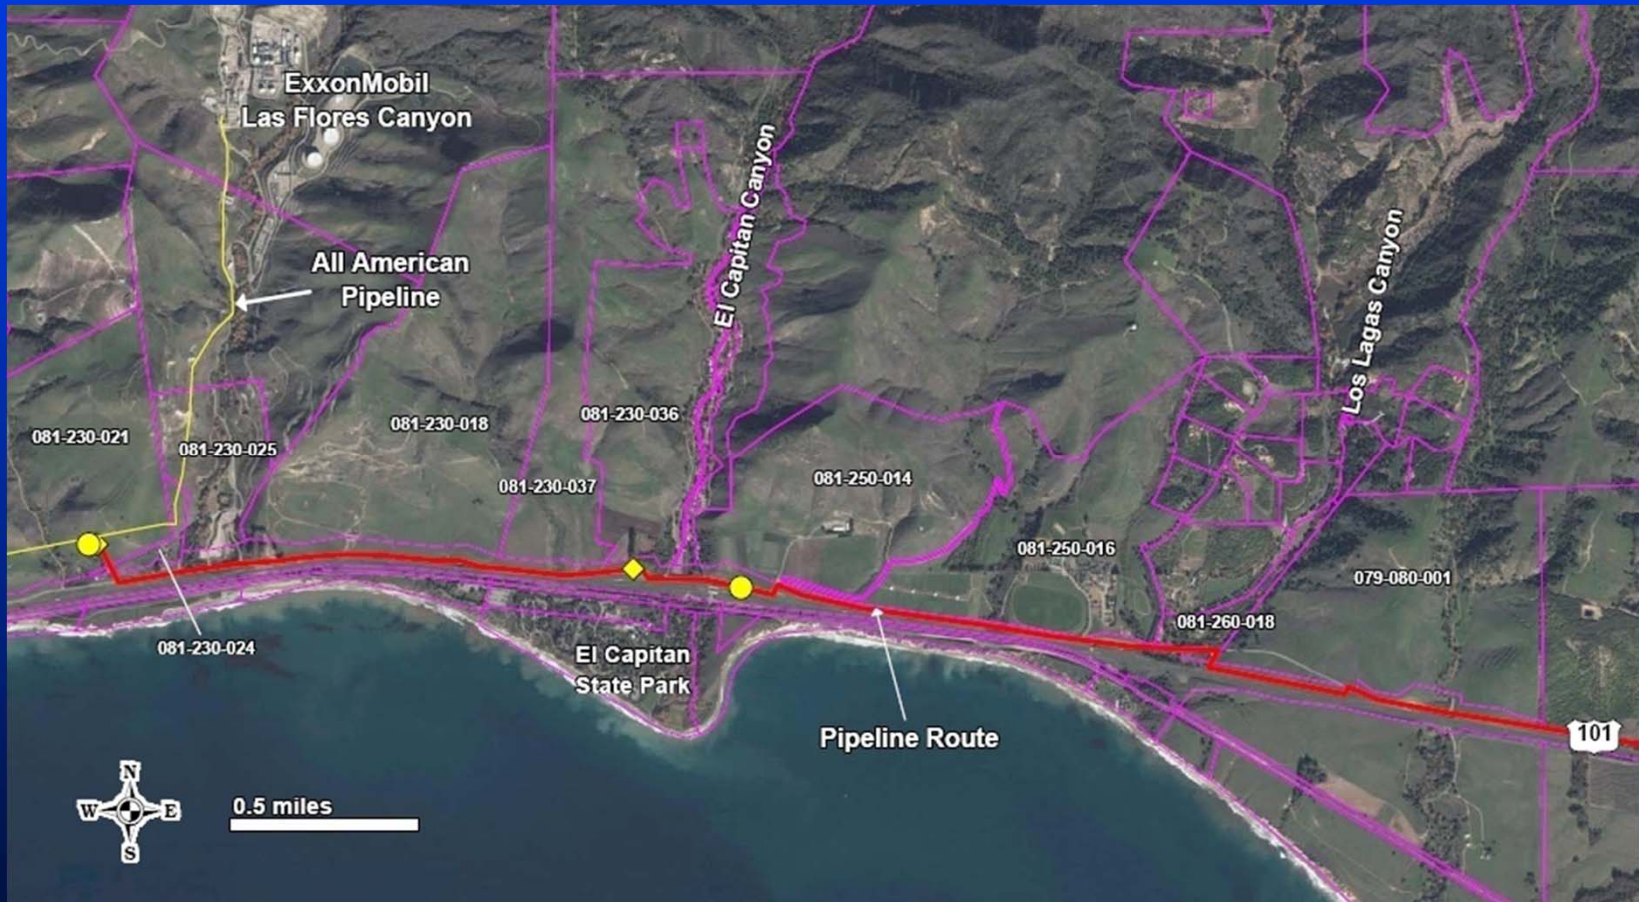 ExxonMobil
Las Flores Canyon
All American
Pipeline
El Capitan Canyon
Los Lagas Canyon
081-230-021
081-230-025
081-230-018
081-230-036
081-230-037
081-250-014
081-250-016
079-080-001
081-260-018
081-230-024
El Capitan
State Park
Pipeline Route
101
N
W
E
S
0.5 miles